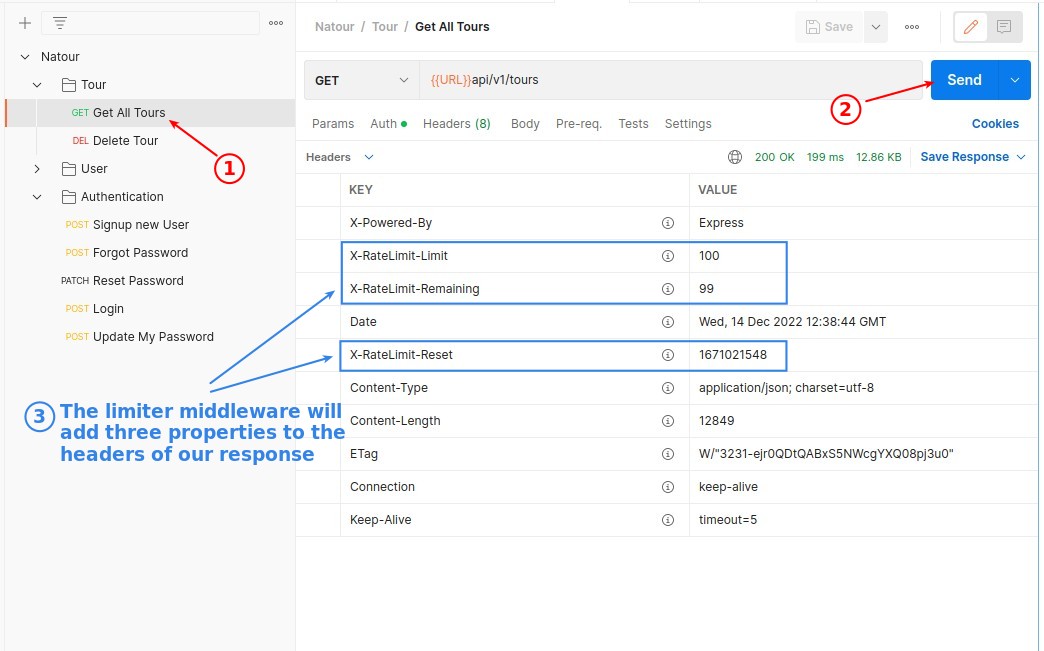 Natour / Tour / Get All Tours
Save
Natour
Tour
GET Get All Tours
DEL Delete Tour
User
Authentication
POST Signup new User
POST Forgot Password
PATCH Reset Password
POST Login
POST Update My Password
1
GET {{URL}}api/v1/tours
Send
2
Params Auth Headers (8) Body Pre-req. Tests Settings Cookies
Headers 200 OK 199 ms 12.86 KB Save Response
KEY VALUE
X-Powered-By Express
X-RateLimit-Limit 100
X-RateLimit-Remaining 99
Date Wed, 14 Dec 2022 12:38:44 GMT
X-RateLimit-Reset 1671021548
Content-Type application/json; charset=utf-8
Content-Length 12849
ETag W/"3231-ejr0QDtQABxS5NWcgYXQ08pj3u0"
Connection keep-alive
Keep-Alive timeout=5
3 The limiter middleware will
add three properties to the
headers of our response